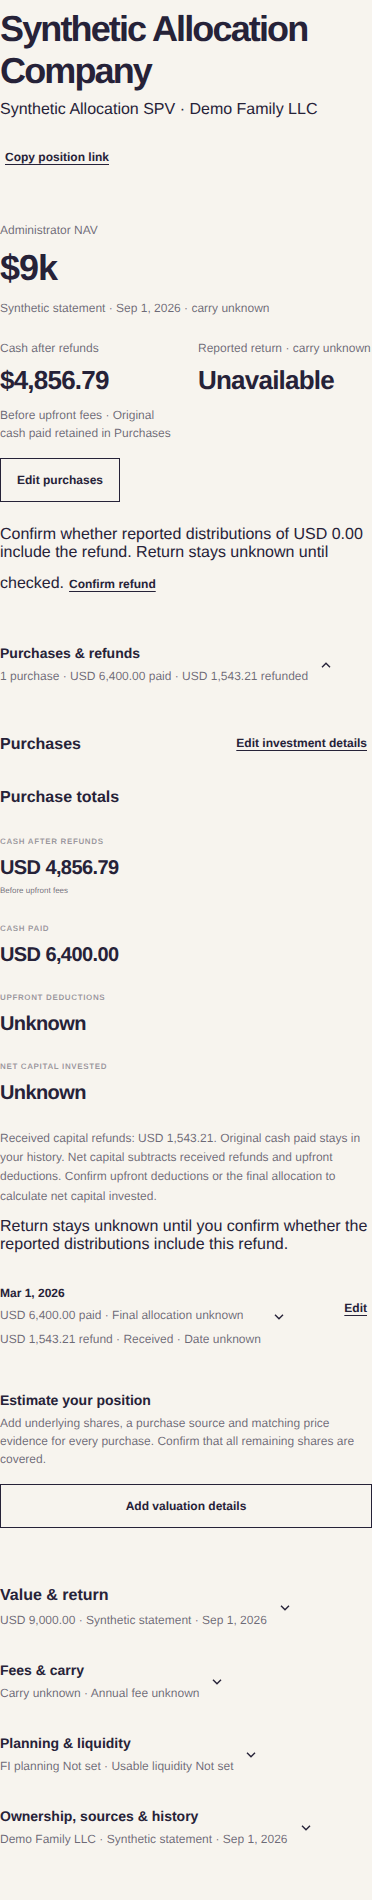 Synthetic Allocation
Company
Synthetic Allocation SPV · Demo Family LLC
Copy position link
Administrator NAV
$9k
Synthetic statement · Sep 1, 2026 · carry unknown
Cash after refunds
$4,856.79
Before upfront fees · Original
cash paid retained in Purchases
Reported return · carry unknown
Unavailable
Edit purchases
Confirm whether reported distributions of USD 0.00
include the refund. Return stays unknown until
checked. Confirm refund
Purchases & refunds
1 purchase · USD 6,400.00 paid · USD 1,543.21 refunded
Purchases
Edit investment details
Purchase totals
CASH AFTER REFUNDS
USD 4,856.79
Before upfront fees
CASH PAID
USD 6,400.00
UPFRONT DEDUCTIONS
Unknown
NET CAPITAL INVESTED
Unknown
Received capital refunds: USD 1,543.21. Original cash paid stays in
your history. Net capital subtracts received refunds and upfront
deductions. Confirm upfront deductions or the final allocation to
calculate net capital invested.
Return stays unknown until you confirm whether the
reported distributions include this refund.
Mar 1, 2026
USD 6,400.00 paid · Final allocation unknown
USD 1,543.21 refund · Received · Date unknown
Edit
Estimate your position
Add underlying shares, a purchase source and matching price
evidence for every purchase. Confirm that all remaining shares are
covered.
Add valuation details
Value & return
USD 9,000.00 · Synthetic statement · Sep 1, 2026
Fees & carry
Carry unknown · Annual fee unknown
Planning & liquidity
FI planning Not set · Usable liquidity Not set
Ownership, sources & history
Demo Family LLC · Synthetic statement · Sep 1, 2026